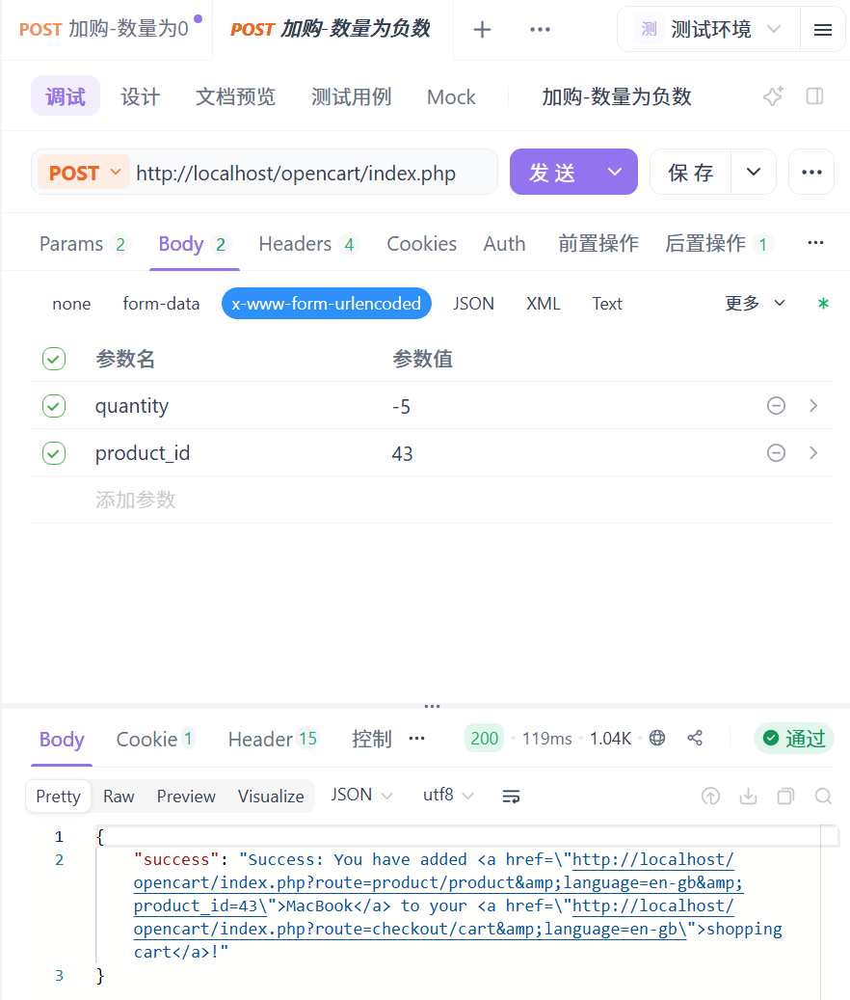 POST 加购-数量为0 POST 加购-数量为负数 测 测试环境
调试 设计 文档预览 测试用例 Mock 加购-数量为负数
POST http://localhost/opencart/index.php 发 送 保 存
Params 2 Body 2 Headers 4 Cookies Auth 前置操作 后置操作 1
none form-data x-www-form-urlencoded JSON XML Text 更多
参数名 参数值
quantity -5
product_id 43
添加参数
Body Cookie 1 Header 15 控制 200 119ms 1.04K 通过
Pretty Raw Preview Visualize JSON utf8
1 {
2 "success": "Success: You have added <a href=\"http://localhost/
opencart/index.php?route=product/product&amp;language=en-gb&amp;
product_id=43\">MacBook</a> to your <a href=\"http://localhost/
opencart/index.php?route=checkout/cart&amp;language=en-gb\">shopping
cart</a>!"
3 }